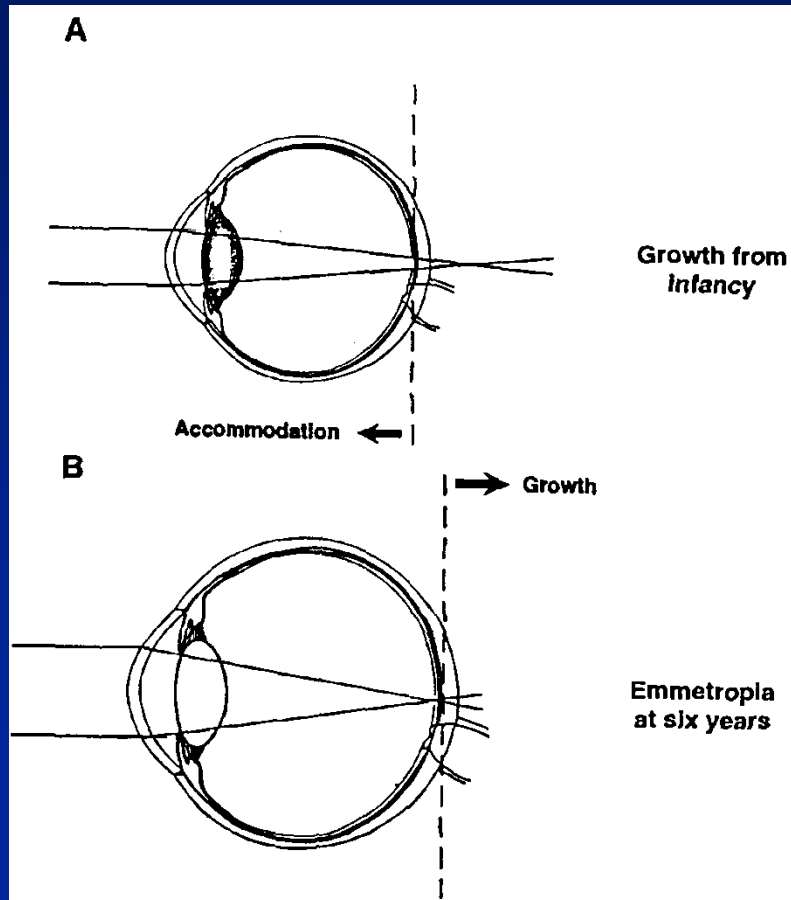 A
Growth from
infancy
Accommodation
B
Growth
Emmetropia
at six years